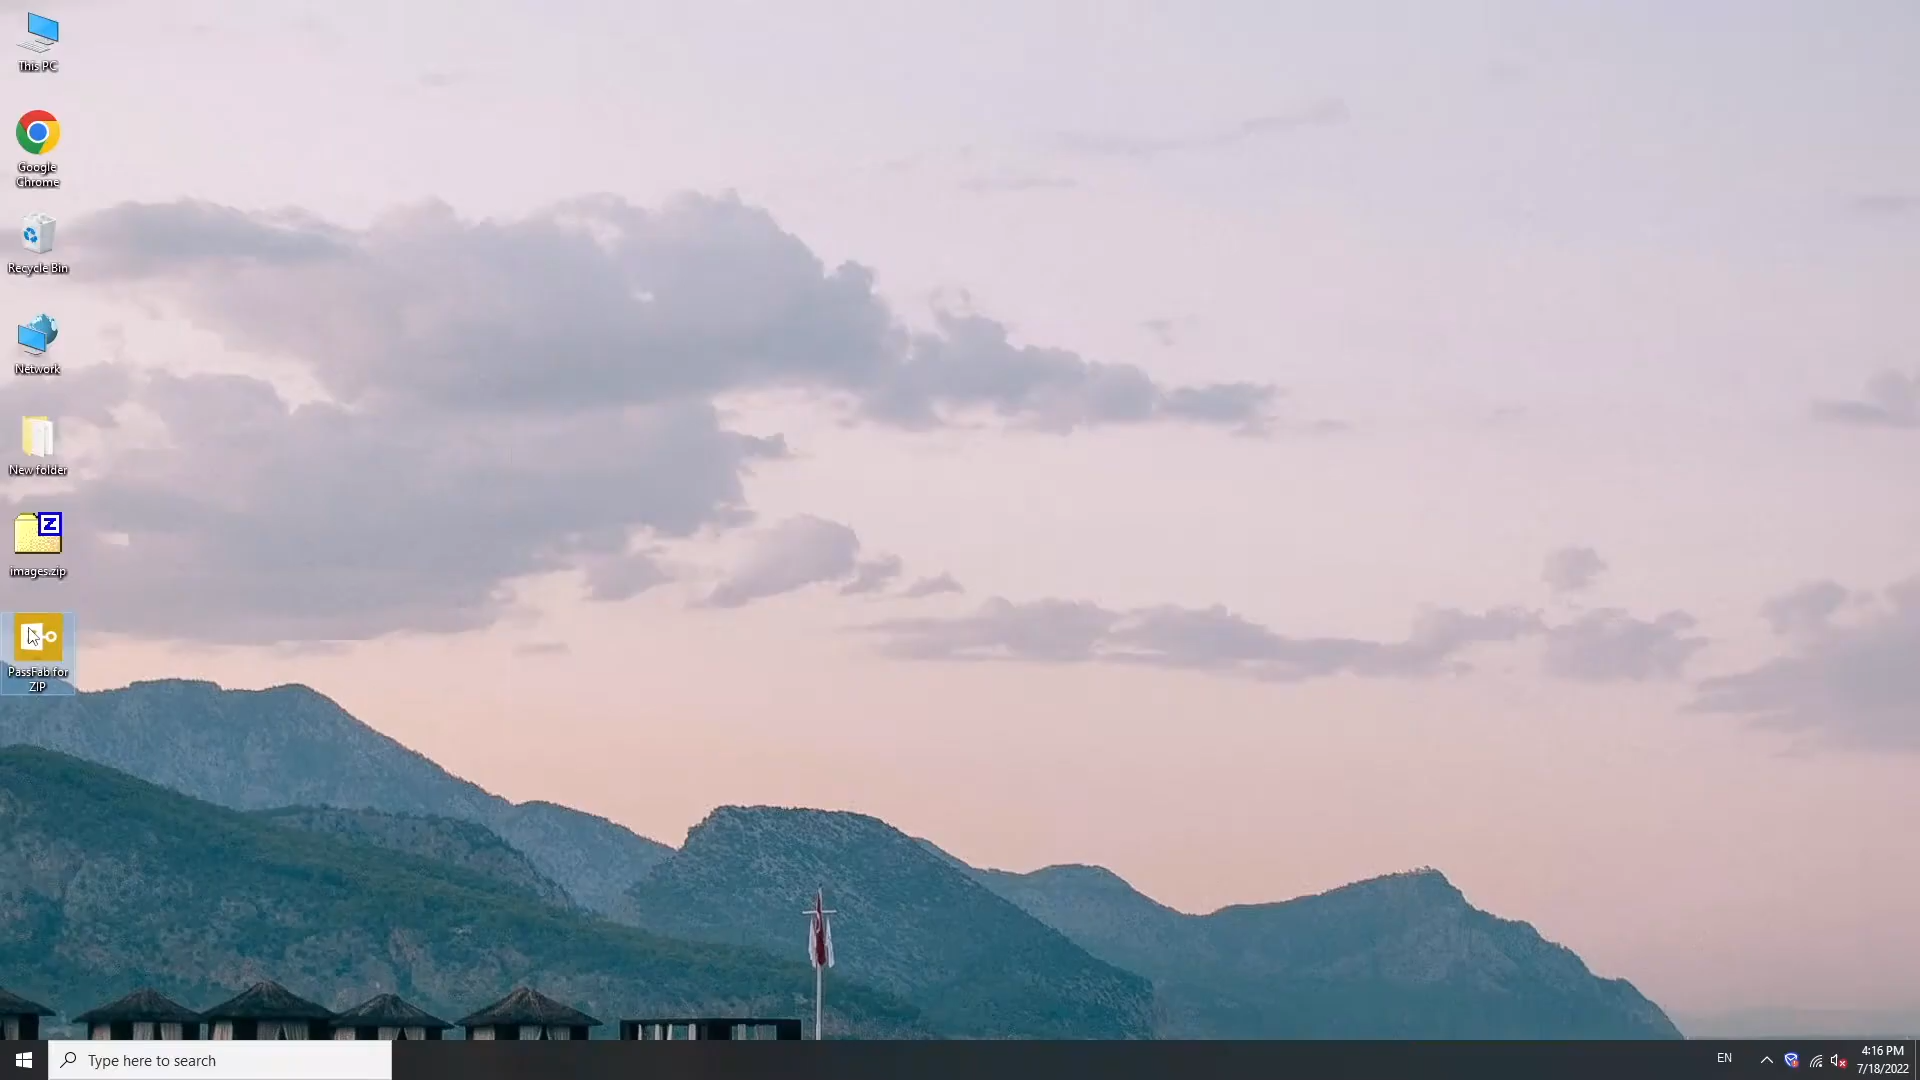 This PC
Google
Chrome
Recycle Bin
Network
New folder
Z
images.zip
PassFab for
ZIP
Type here to search
EN
4:16 PM
7/18/2022